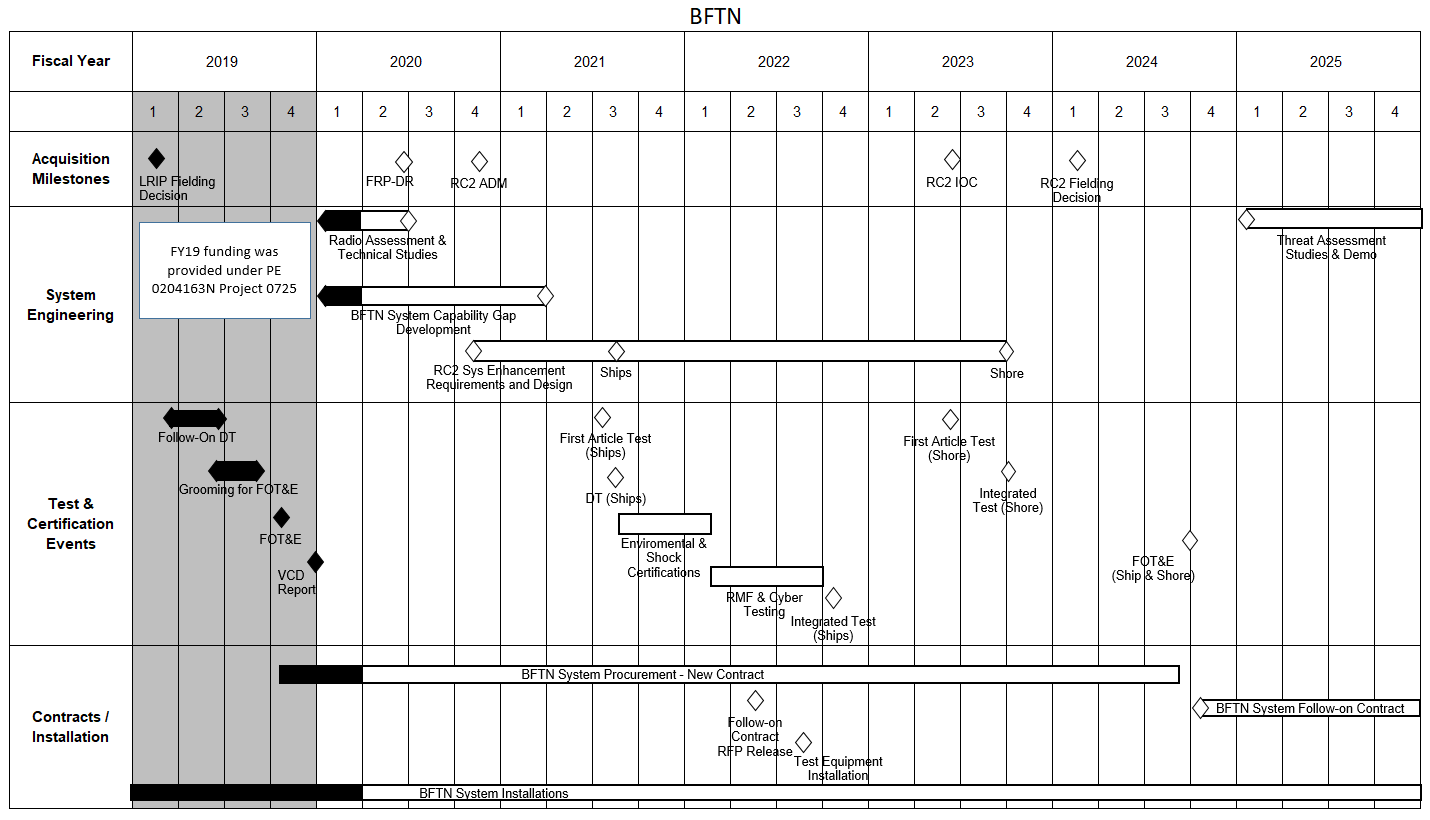 BFTN
Fiscal Year
2019
2020
2021
2022
2023
2024
2025
1 2 3 4 1 2 3 4 1 2 3 4 1 2 3 4 1 2 3 4 1 2 3 4 1 2 3 4
Acquisition
Milestones
LRIP Fielding
Decision
FRP-DR
RC2 ADM
RC2 IOC
RC2 Fielding
Decision
System
Engineering
FY19 funding was
provided under PE
0204163N Project 0725
Radio Assessment &
Technical Studies
Threat Assessment
Studies & Demo
BFTN System Capability Gap
Development
RC2 Sys Enhancement
Requirements and Design
Ships
Shore
Test &
Certification
Events
Follow-On DT
Grooming for FOT&E
FOT&E
VCD
Report
First Article Test
(Ships)
DT (Ships)
Enviromental &
Shock
Certifications
RMF & Cyber
Testing
Integrated Test
(Ships)
First Article Test
(Shore)
Integrated
Test (Shore)
FOT&E
(Ship & Shore)
Contracts /
Installation
BFTN System Procurement - New Contract
Follow-on
Contract
RFP Release
Test Equipment
Installation
BFTN System Follow-on Contract
BFTN System Installations